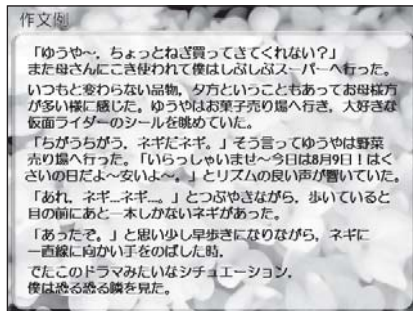 作文例
「ゆうや〜，ちょっとねぎ買ってきてくれない？」
また母さんにこき使われて僕はしぶしぶスーパーへ行った。
いつもと変わらない品物，夕方ということもあってお母様方
が多い様に感じた。ゆうやはお菓子売り場へ行き，大好きな
仮面ライダーのシールを眺めていた。
「ちがうちがう，ネギだネギ。」そう言ってゆうやは野菜
売り場へ行った。「いらっしゃいませ〜今日は8月9日！はく
さいの日だよ〜安いよ〜。」とリズムの良い声が響いていた。
「あれ，ネギ…ネギ…。」とつぶやきながら，歩いていると
目の前にあと一本しかないネギがあった。
「あったぞ。」と思い少し早歩きになりながら，ネギに
一直線に向かい手をのばした時，
でたこのドラマみたいなシチュエーション，
僕は恐る恐る隣を見た。